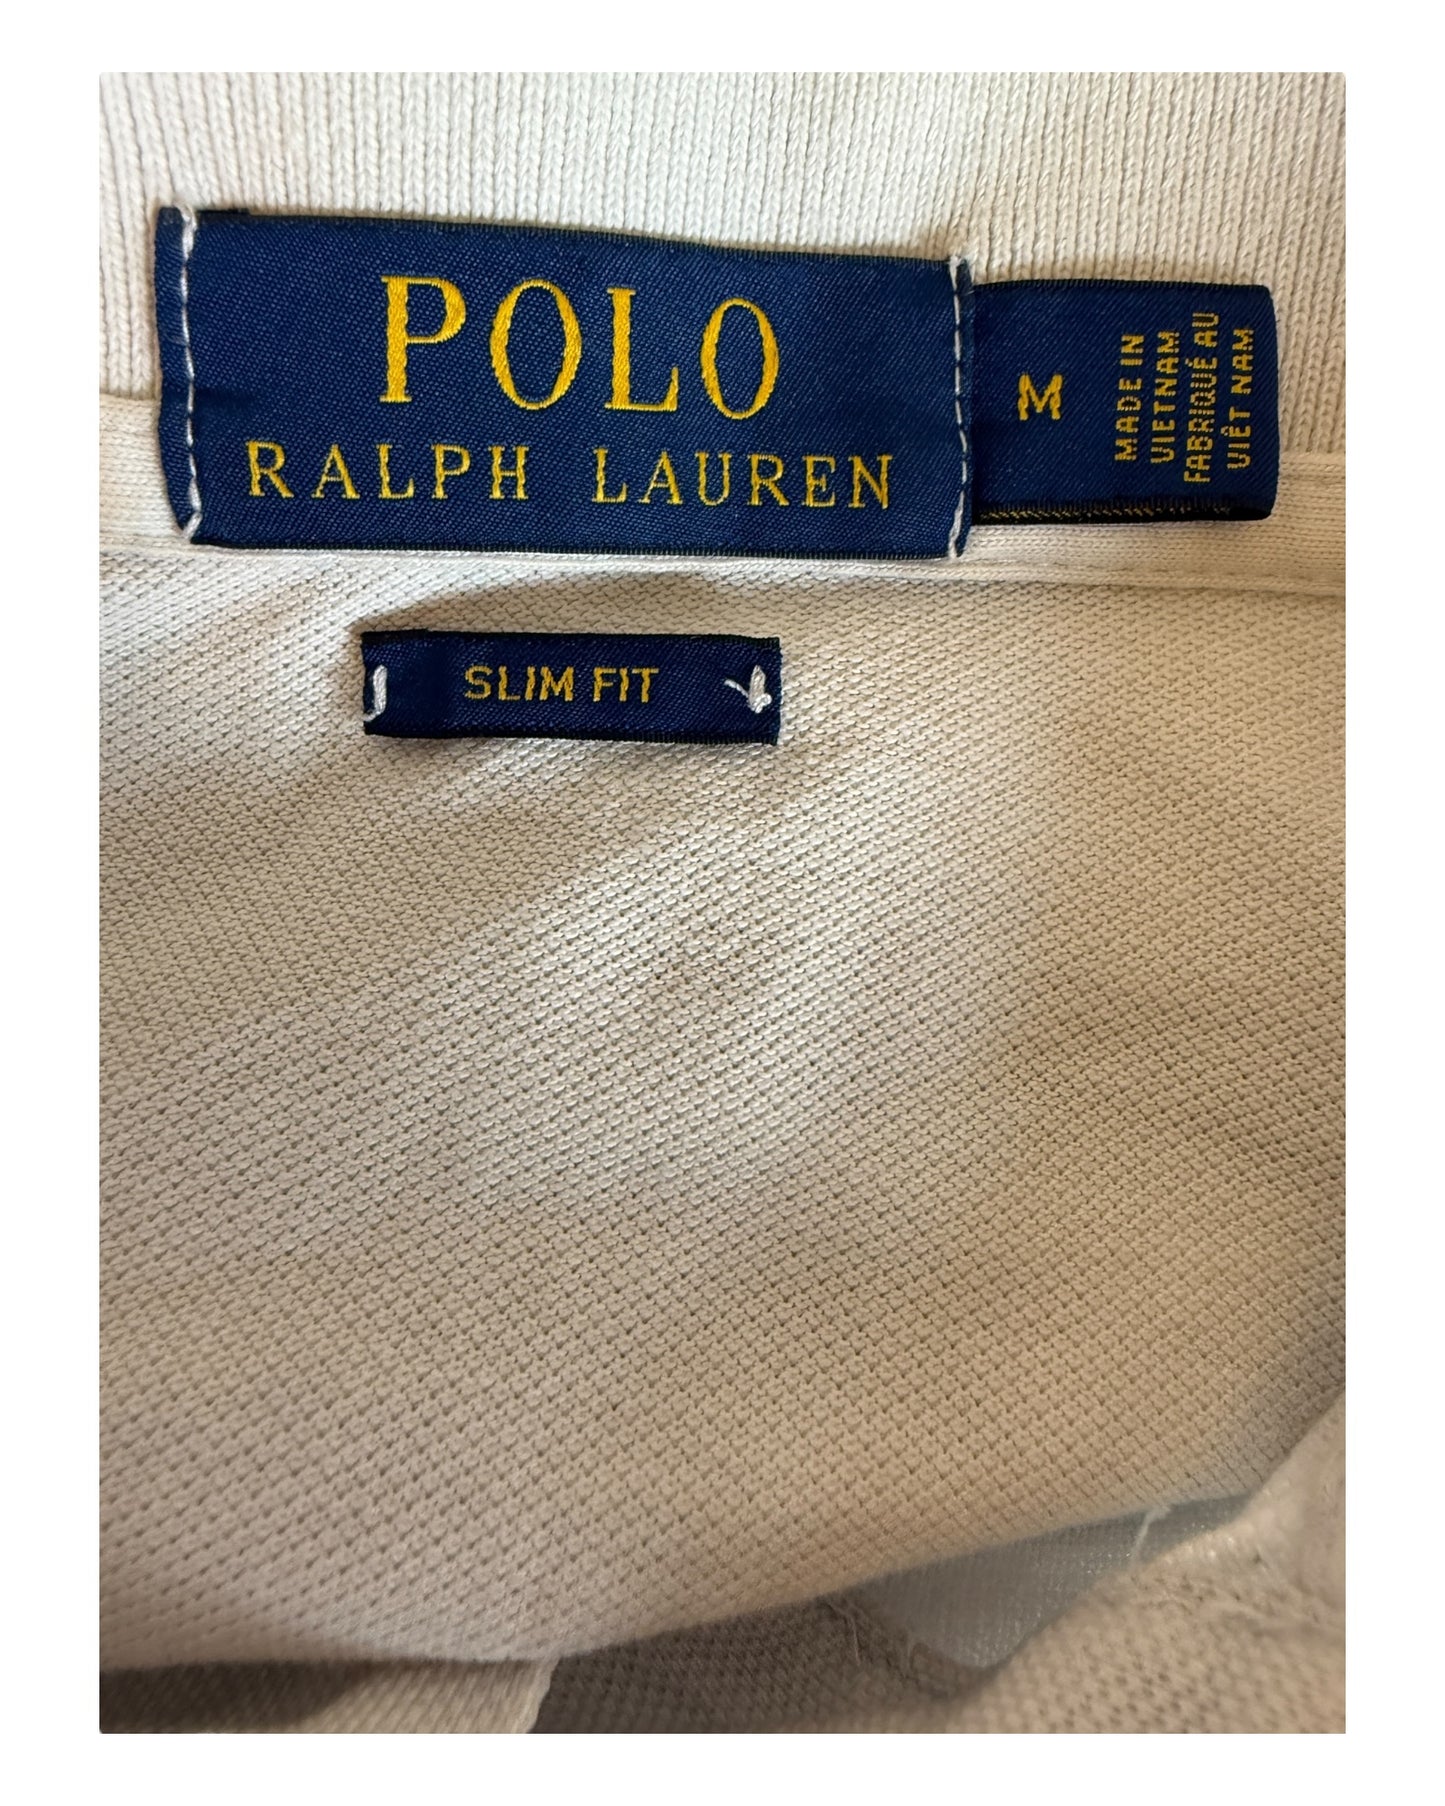 POLO
RALPH LAUREN
M
MADE IN
VIETNAM
FABRIQUÉ AU
VIÊT NAM
SLIM FIT